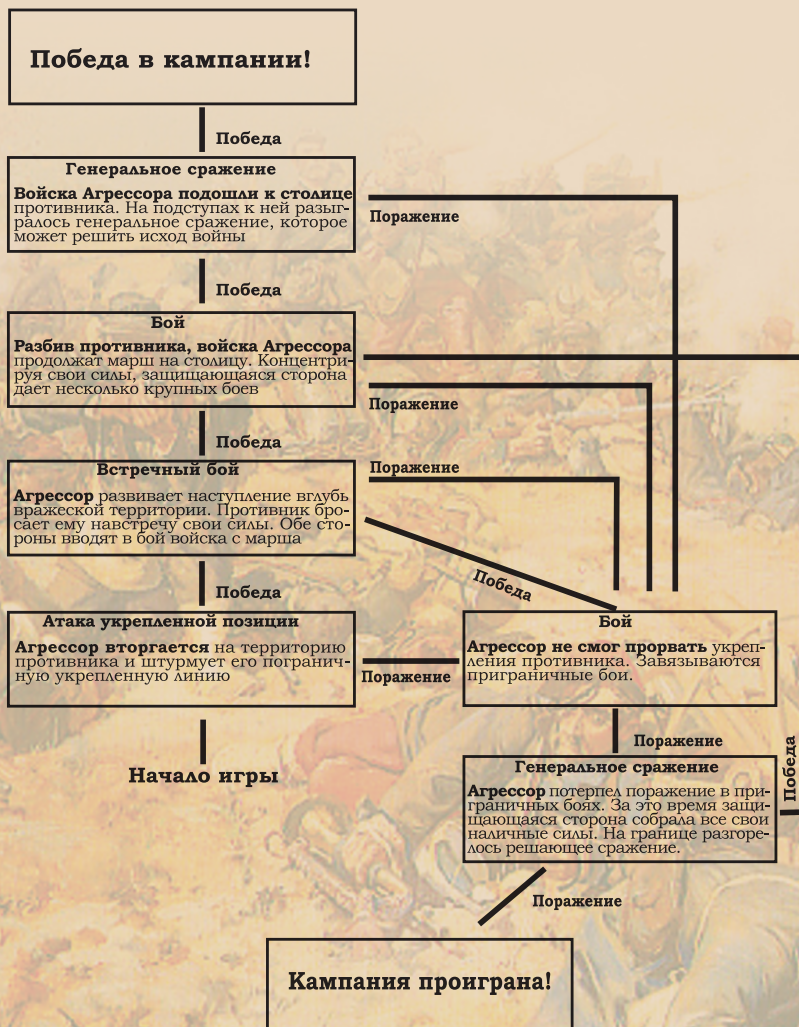 Победа в кампании!
Победа
Генеральное сражение
Войска Агрессора подошли к столице
противника. На подступах к ней разыг-
ралось генеральное сражение, которое
может решить исход войны
Поражение
Победа
Бой
Разбив противника, войска Агрессора
продолжат марш на столицу. Концентри-
руя свои силы, защищающаяся сторона
дает несколько крупных боев
Поражение
Победа
Встречный бой
Агрессор развивает наступление вглубь
вражеской территории. Противник бро-
сает ему навстречу свои силы. Обе сто-
роны вводят в бой войска с марша
Поражение
Победа
Победа
Атака укрепленной позиции
Агрессор вторгается на территорию
противника и штурмует его погранич-
ную укрепленную линию
Поражение
Бой
Агрессор не смог прорвать укреп-
ления противника. Завязываются
приграничные бои.
Начало игры
Поражение
Генеральное сражение
Агрессор потерпел поражение в при-
граничных боях. За это время защи-
щающаяся сторона собрала все свои
наличные силы. На границе разгоре-
лось решающее сражение.
Победа
Поражение
Кампания проиграна!